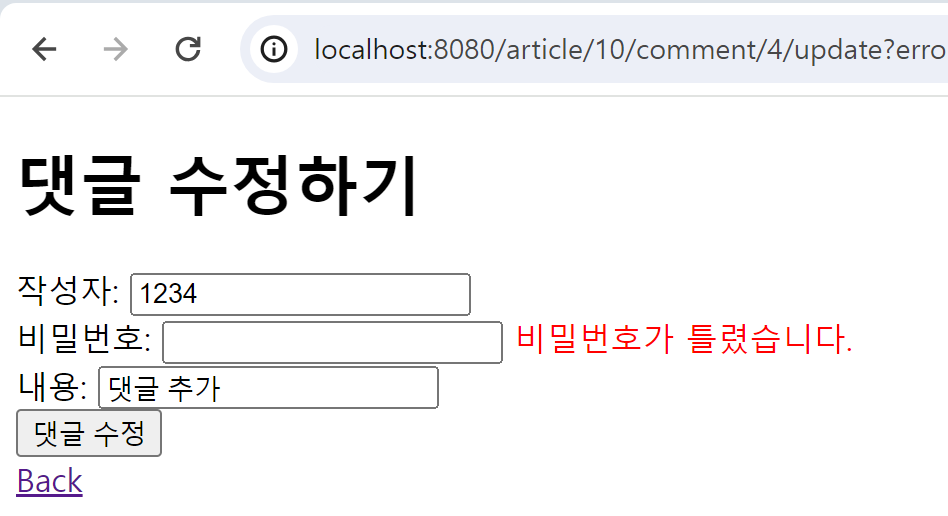 localhost:8080/article/10/comment/4/update?erro
댓글 수정하기
작성자: 1234
비밀번호: 비밀번호가 틀렸습니다.
내용: 댓글 추가
댓글 수정
Back